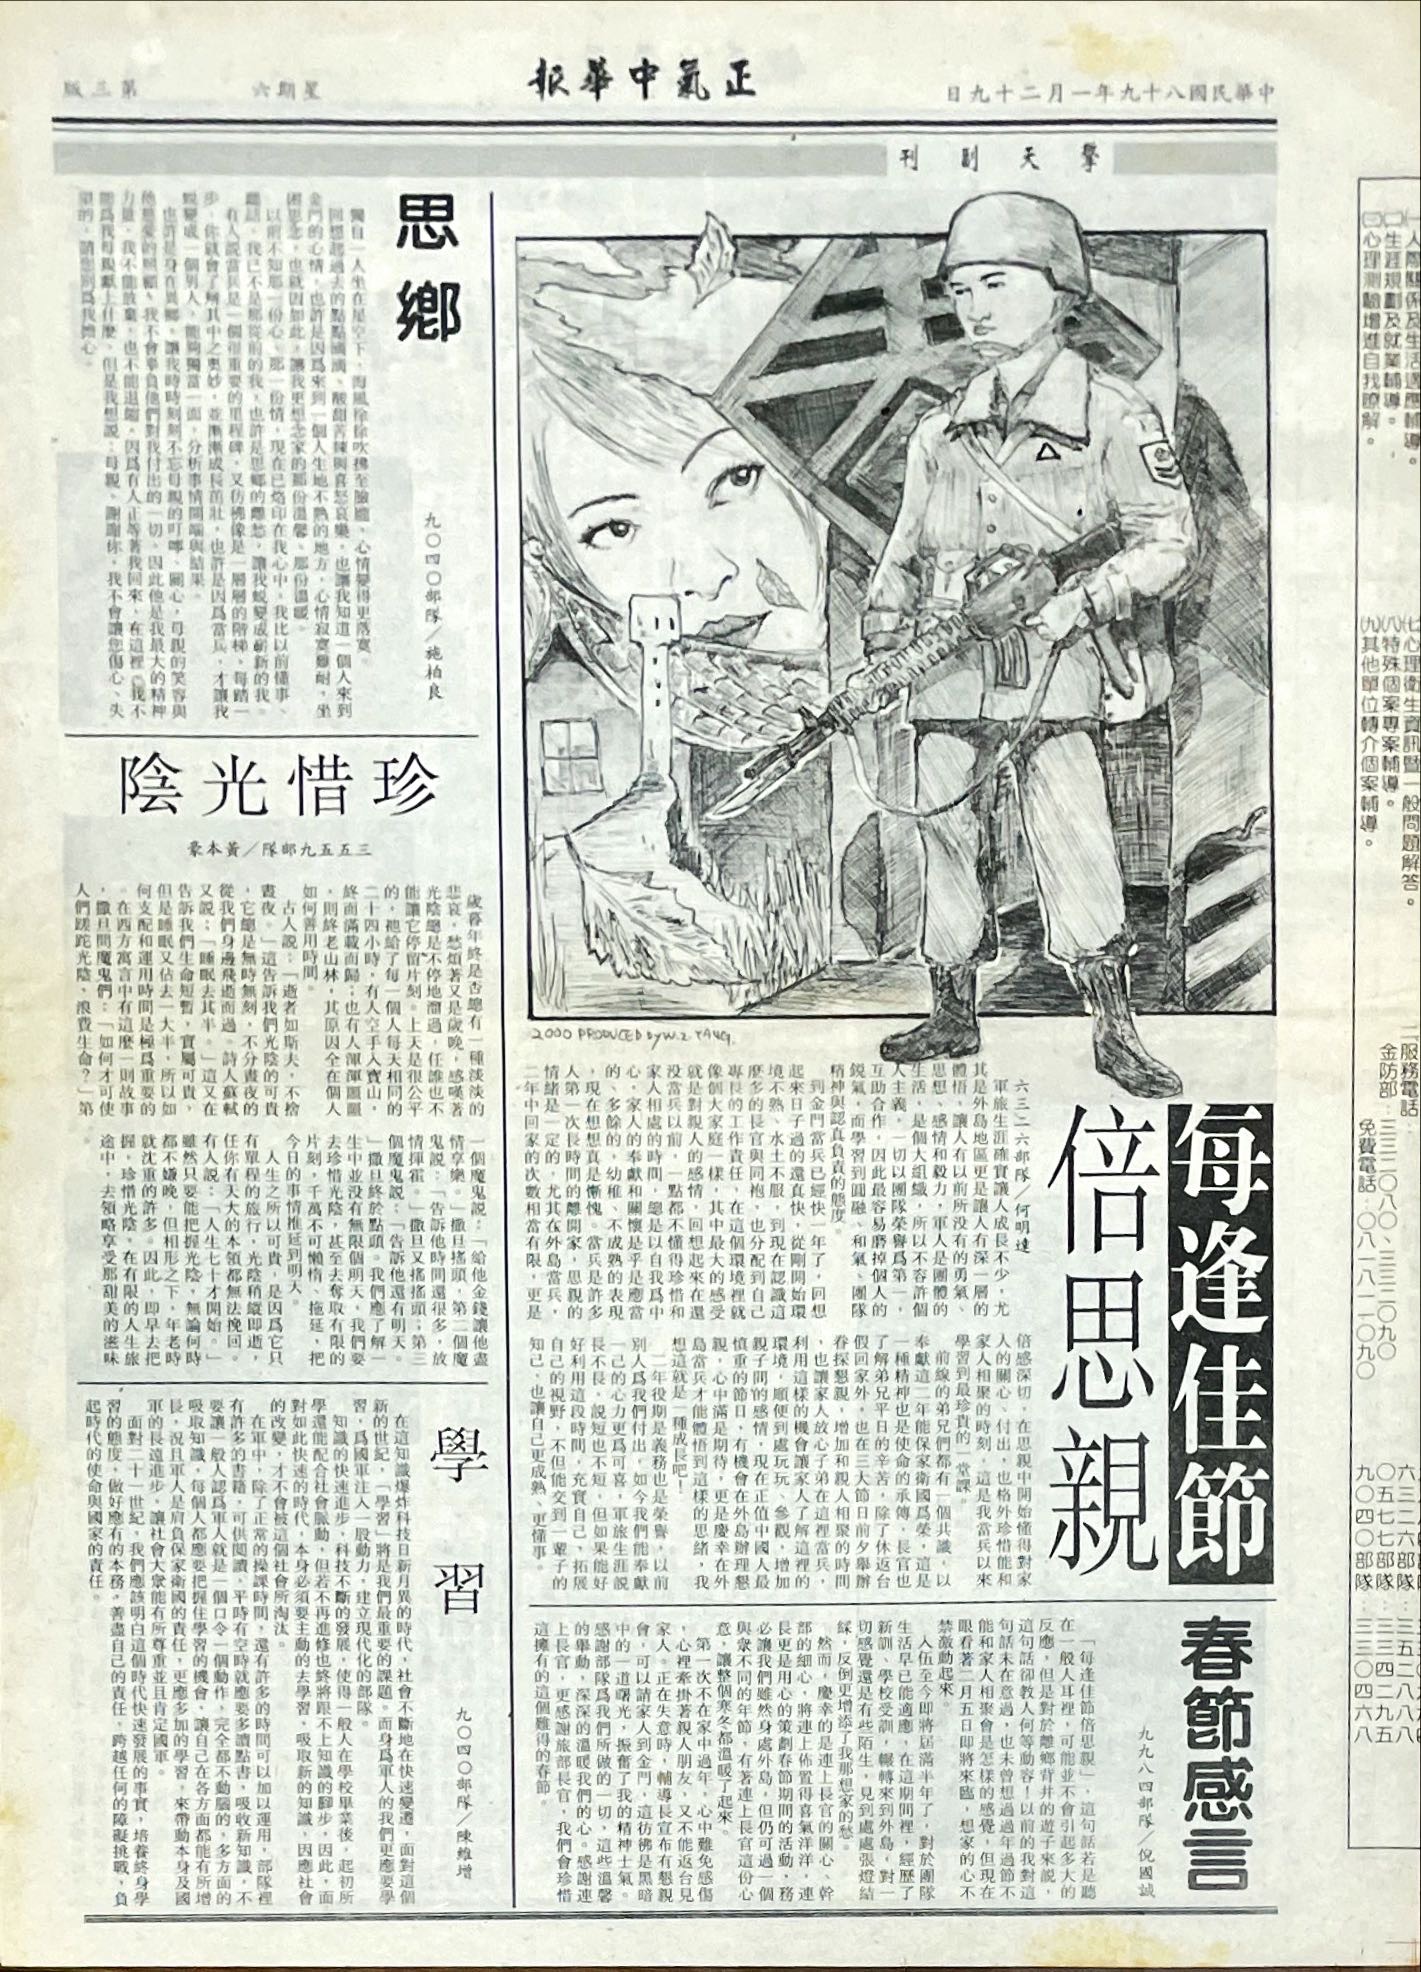 中華民國八十九年一月二十九日
正氣中華報
星期六
第三版
擎天副刊
2000 PRODUCED by W.Z. YANG.
每逢佳節
倍思親
六三二六部隊／何明達
軍旅生涯確實讓人成長不少，尤
其是外島地區更是讓人有深一層的
體悟，讓人有以前所沒有的勇氣、
思想、感情和毅力，軍人是團體的
生活，是個大組織，所以不容許個
人主義，一切以團隊榮譽爲第一，
互助合作，因此最容易磨掉個人的
銳氣，而學習到圓融、和氣、團隊
精神與認真負責的態度。
到金門當兵已經快一年了，回想
起來日子過的還真快，從剛開始環
境不熟、水土不服，到現在認識這
麼多的長官與同袍，也分配到自己
專長的工作責任，在這個環境裡就
像個大家庭一樣，其中最大的感受
就是對親人的感情，回想起來在還
沒當兵以前，一點都不懂得珍惜和
家人相處的時間，總是以自我爲中
心，家人的奉獻和關懷是乎是應當
的、多餘的，幼稚、不成熟的表現
，現在想想真是慚愧。當兵是許多
人第一次長時間的離開家，思親的
情緒是一定的，尤其在外島當兵，
二年中回家的次數相當有限，更是
倍感深切，在思親中開始懂得對家
人的關心、付出，也格外珍惜能和
家人相聚的時刻，這是我當兵以來
學習到最珍貴的一堂課。
前線的弟兄們都有一個共識，以
奉獻這二年能保家衛國爲榮，這是
一種精神也是使命的承傳，長官也
了解弟兄平日的辛苦，除了休返台
假回家外，也在三大節日前夕舉辦
眷探懇親，增加和親人相聚的時間
，也讓家人放心子弟在這裡當兵，
利用這樣的機會讓家人了解這裡的
環境，順便到處玩玩、參觀，增加
親子間的感情，現在正值中國人最
慎重的節日，有機會在外島辦理懇
親，心中滿是期待，更是慶幸在外
島當兵才能體悟到這樣的思緒，我
想這就是一種成長吧！
二年役期是義務也是榮譽，以前
別人爲我們付出，如今我們能奉獻
一己的心力更爲可喜，軍旅生涯說
長不長，說短也不短，但如果能好
好利用這段時間，充實自己，拓展
自己的視野，不但能交到一輩子的
知己，也讓自己更成熟、更懂事。
春節感言
九九八四部隊／倪國誠
「每逢佳節倍思親」，這句話若是聽
在一般人耳裡，可能並不會引起多大的
反應，但是對於離鄉背井的遊子來說，
這句話卻教人何等動容！以前的我對這
句話未在意過，也未曾想過過年過節不
能和家人相聚會是怎樣的感覺，但現在
眼看著二月五日即將來臨，想家的心不
禁激動起來。
入伍至今即將屆滿半年了，對於團隊
生活早已能適應，在這期間裡，經歷了
新訓、學校受訓，輾轉來到外島，對一
切感覺還是有些陌生，見到處處張燈結
綵，反倒更增添了我那想家的愁。
然而，慶幸的是連上長官的關心、幹
部的細心，將連上佈置得喜氣洋洋，連
長更是用心的策劃春節期間的活動，務
必讓我們雖然身處外島，但仍可過一個
與衆不同的年節，有著連上長官這份心
意，讓整個寒冬都溫暖了起來。
第一次不在家中過年，心中難免感傷
，心裡牽掛著親人朋友，又不能返台見
家人。正在失意時，輔導長宣布有懇親
會，可以請家人到金門，這彷彿是黑暗
中的一道曙光，振奮了我的精神士氣。
感謝部隊爲我們所做的一切，這些溫馨
的舉動，深深的溫暖我們的心。感謝連
上長官，更感謝旅部長官，我們會珍惜
這擁有的這個難得的春節。
思鄉
九〇四〇部隊／施柏良
獨自一人坐在星空下，海風徐徐吹拂至臉龐，心情變得更落寞。
回想起過去的點點滴滴、酸甜苦辣與喜怒哀樂，也讓我知道一個人來到
金門的心情，也許是因爲來到一個人生地不熟的地方，心情寂寞難耐，坐
困思念，也就因如此，讓我更想念家的那份溫馨、那份溫暖。
以前不知那一份心、那一份情，現在已烙印在我心中，我比以前懂事、
聽話，我已不是那從前的我，也許是思鄉的離愁，讓我蛻變成嶄新的我。
有人說當兵是一個很重要的里程碑，又彷彿像是一層層的階梯，每踏一
步，你就會了解其中之奧妙，並漸漸成長茁壯，也許是因爲當兵，才讓我
蛻變成一個男人，能夠獨當一面，分析事情開端與結果。
也許是身在異鄉，讓我時時刻刻不忘母親的叮嚀、關心，母親的笑容與
他慈愛的照顧，我不會辜負他們對我付出的一切，因此他是我最大的精神
力量，我不能放棄，也不能退縮，因爲有人正等著我回來，在這裡，我不
能爲我母親獻上什麼，但是我想說：母親、謝謝你，我不會讓您傷心、失
望的，請您別爲我擔心。
珍惜光陰
三五五九部隊／黃本豪
歲暮年終是否總有一種淡淡的
悲哀，愁煩著又是歲晚，感嘆著
光陰總是不停地溜過，任誰也不
能讓它停留片刻。上天是很公平
的，祂給了每一個人每天相同的
二十四小時，有人空手入寶山，
終而滿載而歸；也有人渾渾噩噩
，則終老山林，其原因全在個人
如何善用時間。
古人說：「逝者如斯夫，不捨
晝夜。」這告訴我們光陰的可貴
，它總是無時無刻，不分晝夜的
從我們身邊飛逝而過。詩人蘇軾
又說：「睡眠去其半。」這又在
告訴我們生命短暫，實屬可貴，
但是睡眠又佔去一大半，所以如
何支配和運用時間是極爲重要的
。在西方寓言中有這麼一則故事
，撒旦問魔鬼們：「如何才可使
人們蹉跎光陰、浪費生命？」第
一個魔鬼說：「給他金錢讓他盡
情享樂。」撒旦搖頭，第二個魔
鬼說：「告訴他時間還很多，放
情揮霍。」撒旦又搖搖頭；第三
個魔鬼說：「告訴他還有明天。
」撒旦終於點頭。我們應了解一
生中並沒有無限個明天，我們要
去珍惜光陰，甚至去奪取有限的
片刻，千萬不可懶惰、拖延，把
今日的事情推延到明天。
人生之所以可貴，是因爲它只
有單程的旅行，光陰稍縱即逝，
任你有天大的本領都無法挽回。
有人說：「人生七十才開始。」
雖然只要能把握光陰，無論何時
都不嫌晚，但相形之下，年老時
就沈重的許多。因此，即早去把
握，珍惜光陰，在有限的人生旅
途中，去領略享受那甜美的滋味
學習
九〇四〇部隊／陳維增
在這知識爆炸科技日新月異的時代，社會不斷地在快速變遷，面對這個
新的世紀，「學習」將是我們最重要的課題。而身爲軍人的我們更應要學
習，爲國軍注入一股動力，建立現代化的部隊。
知識的快速進步，科技不斷的發展，使得一般人在學校畢業後，起初所
學還能配合社會脈動，但若不再進修也終將跟不上知識的腳步，因此，面
對如此快速的時代，本身必須要主動的去學習，吸取新的知識，因應社會
的改變，才不會被這個社會所淘汰。
在軍中，除了正常的操課時間，還有許多的時間可以加以運用，部隊裡
有許多的書籍，可供閱讀，平時有空時就應要多讀點書，吸收新知識，不
要讓一般人認爲軍人就是一個口令一個動作，完全都不動腦的，多方面的
吸取知識，每個人都應要把握住學習的機會，讓自己在各方面都能有所增
長，況且軍人是肩負保家衛國的責任，更應多加的學習，來帶動本身及國
軍的長遠進步，讓社會大衆能有所尊重並且肯定國軍。
面對二十一世紀，我們應該明白這個時代快速發展的事實，培養終身學
習的態度，做好應有的本務，善盡自己的責任，跨越任何的障礙挑戰，負
起時代的使命與國家的責任。
㈠人際關係及生活適應輔導。
㈡生涯規劃及就業輔導。
㈢心理測驗增進自我瞭解。
㈦心理衛生資訊暨一般問題解答。
㈧特殊個案專案輔導。
㈨其他單位轉介個案輔導。
二、服務電話：
金防部：三三二〇八〇、三三二〇九〇
免費電話：〇八一八一一〇九〇
六三二六部隊
〇五七七部隊
九〇四〇部隊：三三〇四六八